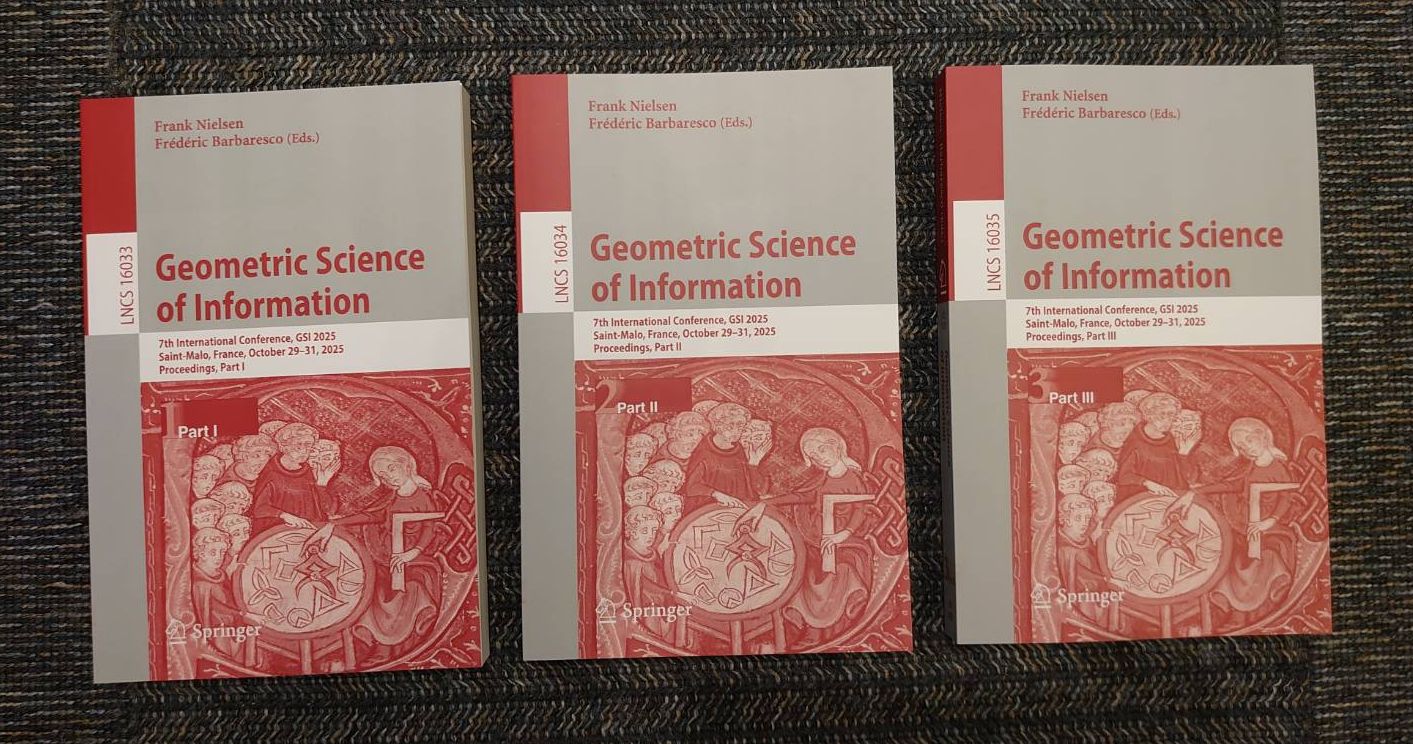 Frank Nielsen
Frédéric Barbaresco (Eds.)
LNCS 16033
Geometric Science
of Information
7th International Conference, GSI 2025
Saint-Malo, France, October 29–31, 2025
Proceedings, Part I
Part I
Springer
Frank Nielsen
Frédéric Barbaresco (Eds.)
LNCS 16034
Geometric Science
of Information
7th International Conference, GSI 2025
Saint-Malo, France, October 29–31, 2025
Proceedings, Part II
Part II
Springer
Frank Nielsen
Frédéric Barbaresco (Eds.)
LNCS 16035
Geometric Science
of Information
7th International Conference, GSI 2025
Saint-Malo, France, October 29–31, 2025
Proceedings, Part III
3
Part III
Springer